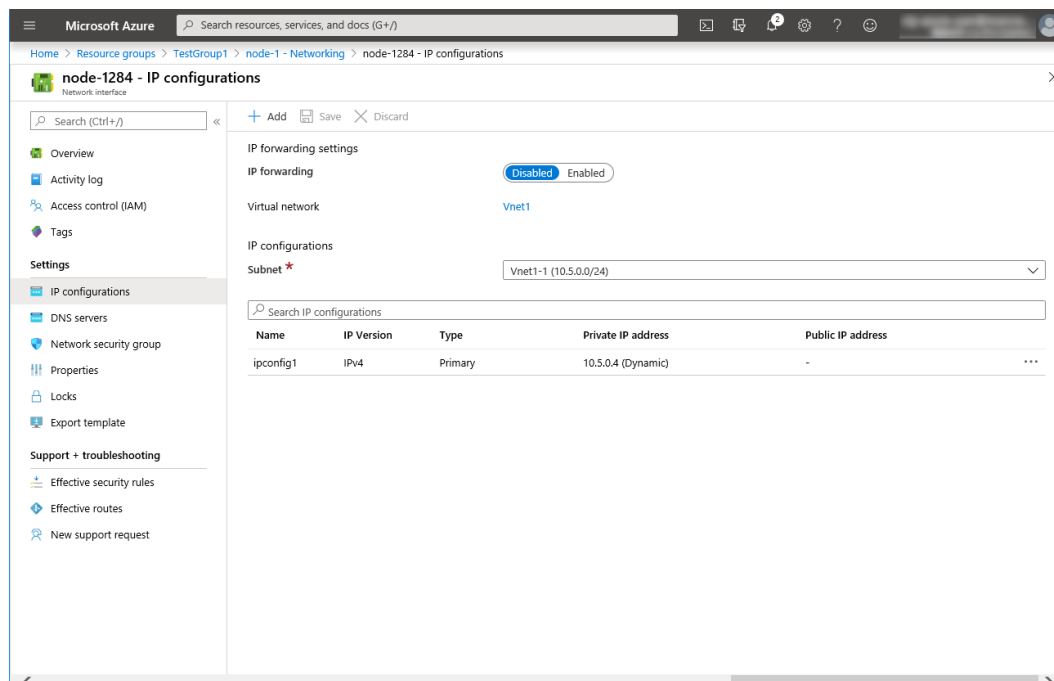 Microsoft Azure
Search resources, services, and docs (G+/)
2
Home > Resource groups > TestGroup1 > node-1 - Networking > node-1284 - IP configurations
node-1284 - IP configurations
Network interface
Search (Ctrl+/)
«
Overview
Activity log
Access control (IAM)
Tags
Settings
IP configurations
DNS servers
Network security group
Properties
Locks
Export template
Support + troubleshooting
Effective security rules
Effective routes
New support request
Add Save Discard
IP forwarding settings
IP forwarding Disabled Enabled
Virtual network Vnet1
IP configurations
Subnet * Vnet1-1 (10.5.0.0/24)
Search IP configurations
Name IP Version Type Private IP address Public IP address
ipconfig1 IPv4 Primary 10.5.0.4 (Dynamic) - ...